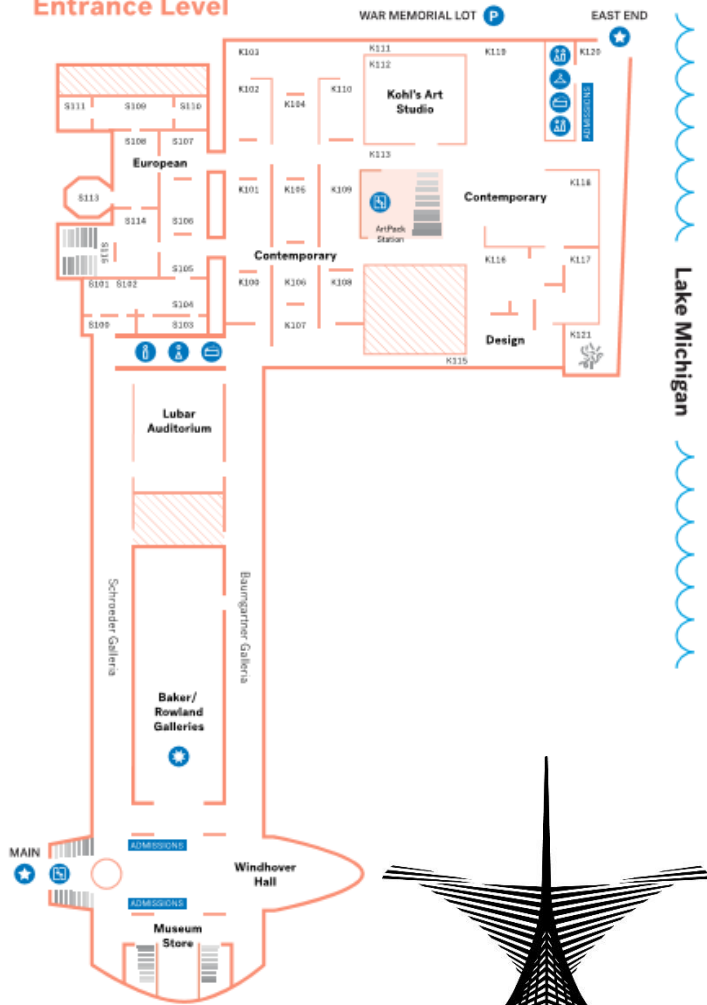 Entrance Level
WAR MEMORIAL LOT P
EAST END
K103
K111
K119
K120
K112
K102
K110
K104
Kohl's Art
Studio
ADMISSIONS
S111
S109
S110
S108
S107
European
K113
K101
K105
K109
K118
S113
Contemporary
S114
S106
ArtPack
Station
S115
Contemporary
K116
K117
S105
S101
S102
K100
K106
K108
S104
S100
S103
K107
Design
K121
K115
Lake Michigan
Lubar
Auditorium
Schroeder Galleria
Baumgartner Galleria
Baker/
Rowland
Galleries
MAIN
ADMISSIONS
Windhover
Hall
ADMISSIONS
Museum
Store